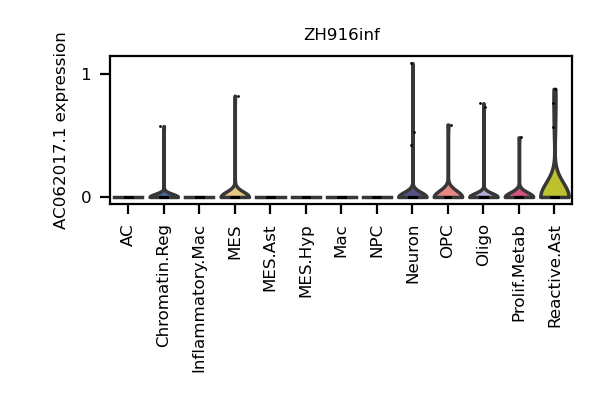 ZH916inf
AC062017.1 expression
1
0
AC
Chromatin.Reg
Inflammatory.Mac
MES
MES.Ast
MES.Hyp
Mac
NPC
Neuron
OPC
Oligo
Prolif.Metab
Reactive.Ast